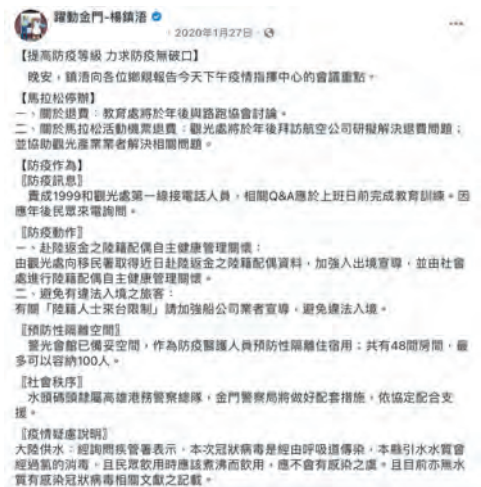 躍動金門-楊鎮浯
· 2020年1月27日 ·
【提高防疫等級 力求防疫無破口】
晚安，鎮浯向各位鄉親報告今天下午疫情指揮中心的會議重點。
【馬拉松停辦】
一、關於退費：教育處將於年後與路跑協會討論。
二、關於馬拉松活動機票退費：觀光處將於年後拜訪航空公司研擬解決退費問題；
並協助觀光產業業者解決相關問題。
【防疫作為】
〖防疫訊息〗
責成1999和觀光處第一線接電話人員，相關Q&A應於上班日前完成教育訓練。因
應年後民眾來電詢問。
〖防疫動作〗
一、赴陸返金之陸籍配偶自主健康管理關懷：
由觀光處向移民署取得近日赴陸返金之陸籍配偶資料，加強入出境宣導，並由社會
處進行陸籍配偶自主健康管理關懷。
二、避免有違法入境之旅客：
有關「陸籍人士來台限制」請加強船公司業者宣導，避免違法入境。
〖預防性隔離空間〗
警光會館已備妥空間，作為防疫醫護人員預防性隔離住宿用；共有48間房間，最
多可以容納100人。
〖社會秩序〗
水頭碼頭隸屬高雄港務警察總隊，金門警察局將做好配套措施，依協定配合支
援。
〖疫情疑慮說明〗
大陸供水：經詢問疾管署表示，本次冠狀病毒是經由呼吸道傳染，本縣引水水質曾
經過氯的消毒，且民眾飲用時應該煮沸而飲用，應不會有感染之虞。且目前亦無水
質有感染冠狀病毒相關文獻之記載。